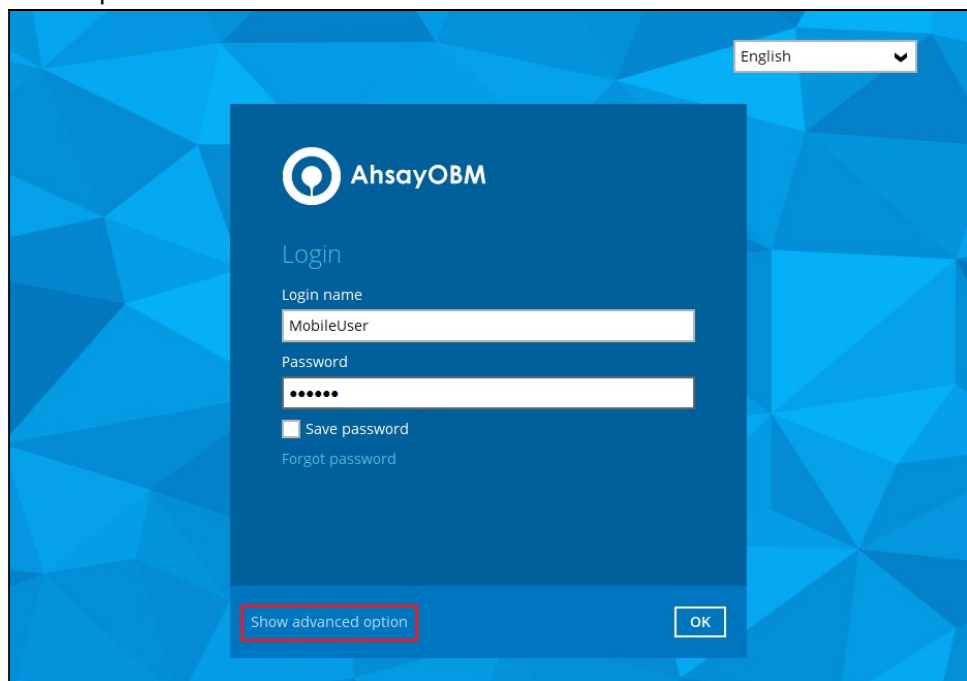 English
AhsayOBM
Login
Login name
MobileUser
Password
••••••
Save password
Forgot password
Show advanced option
OK